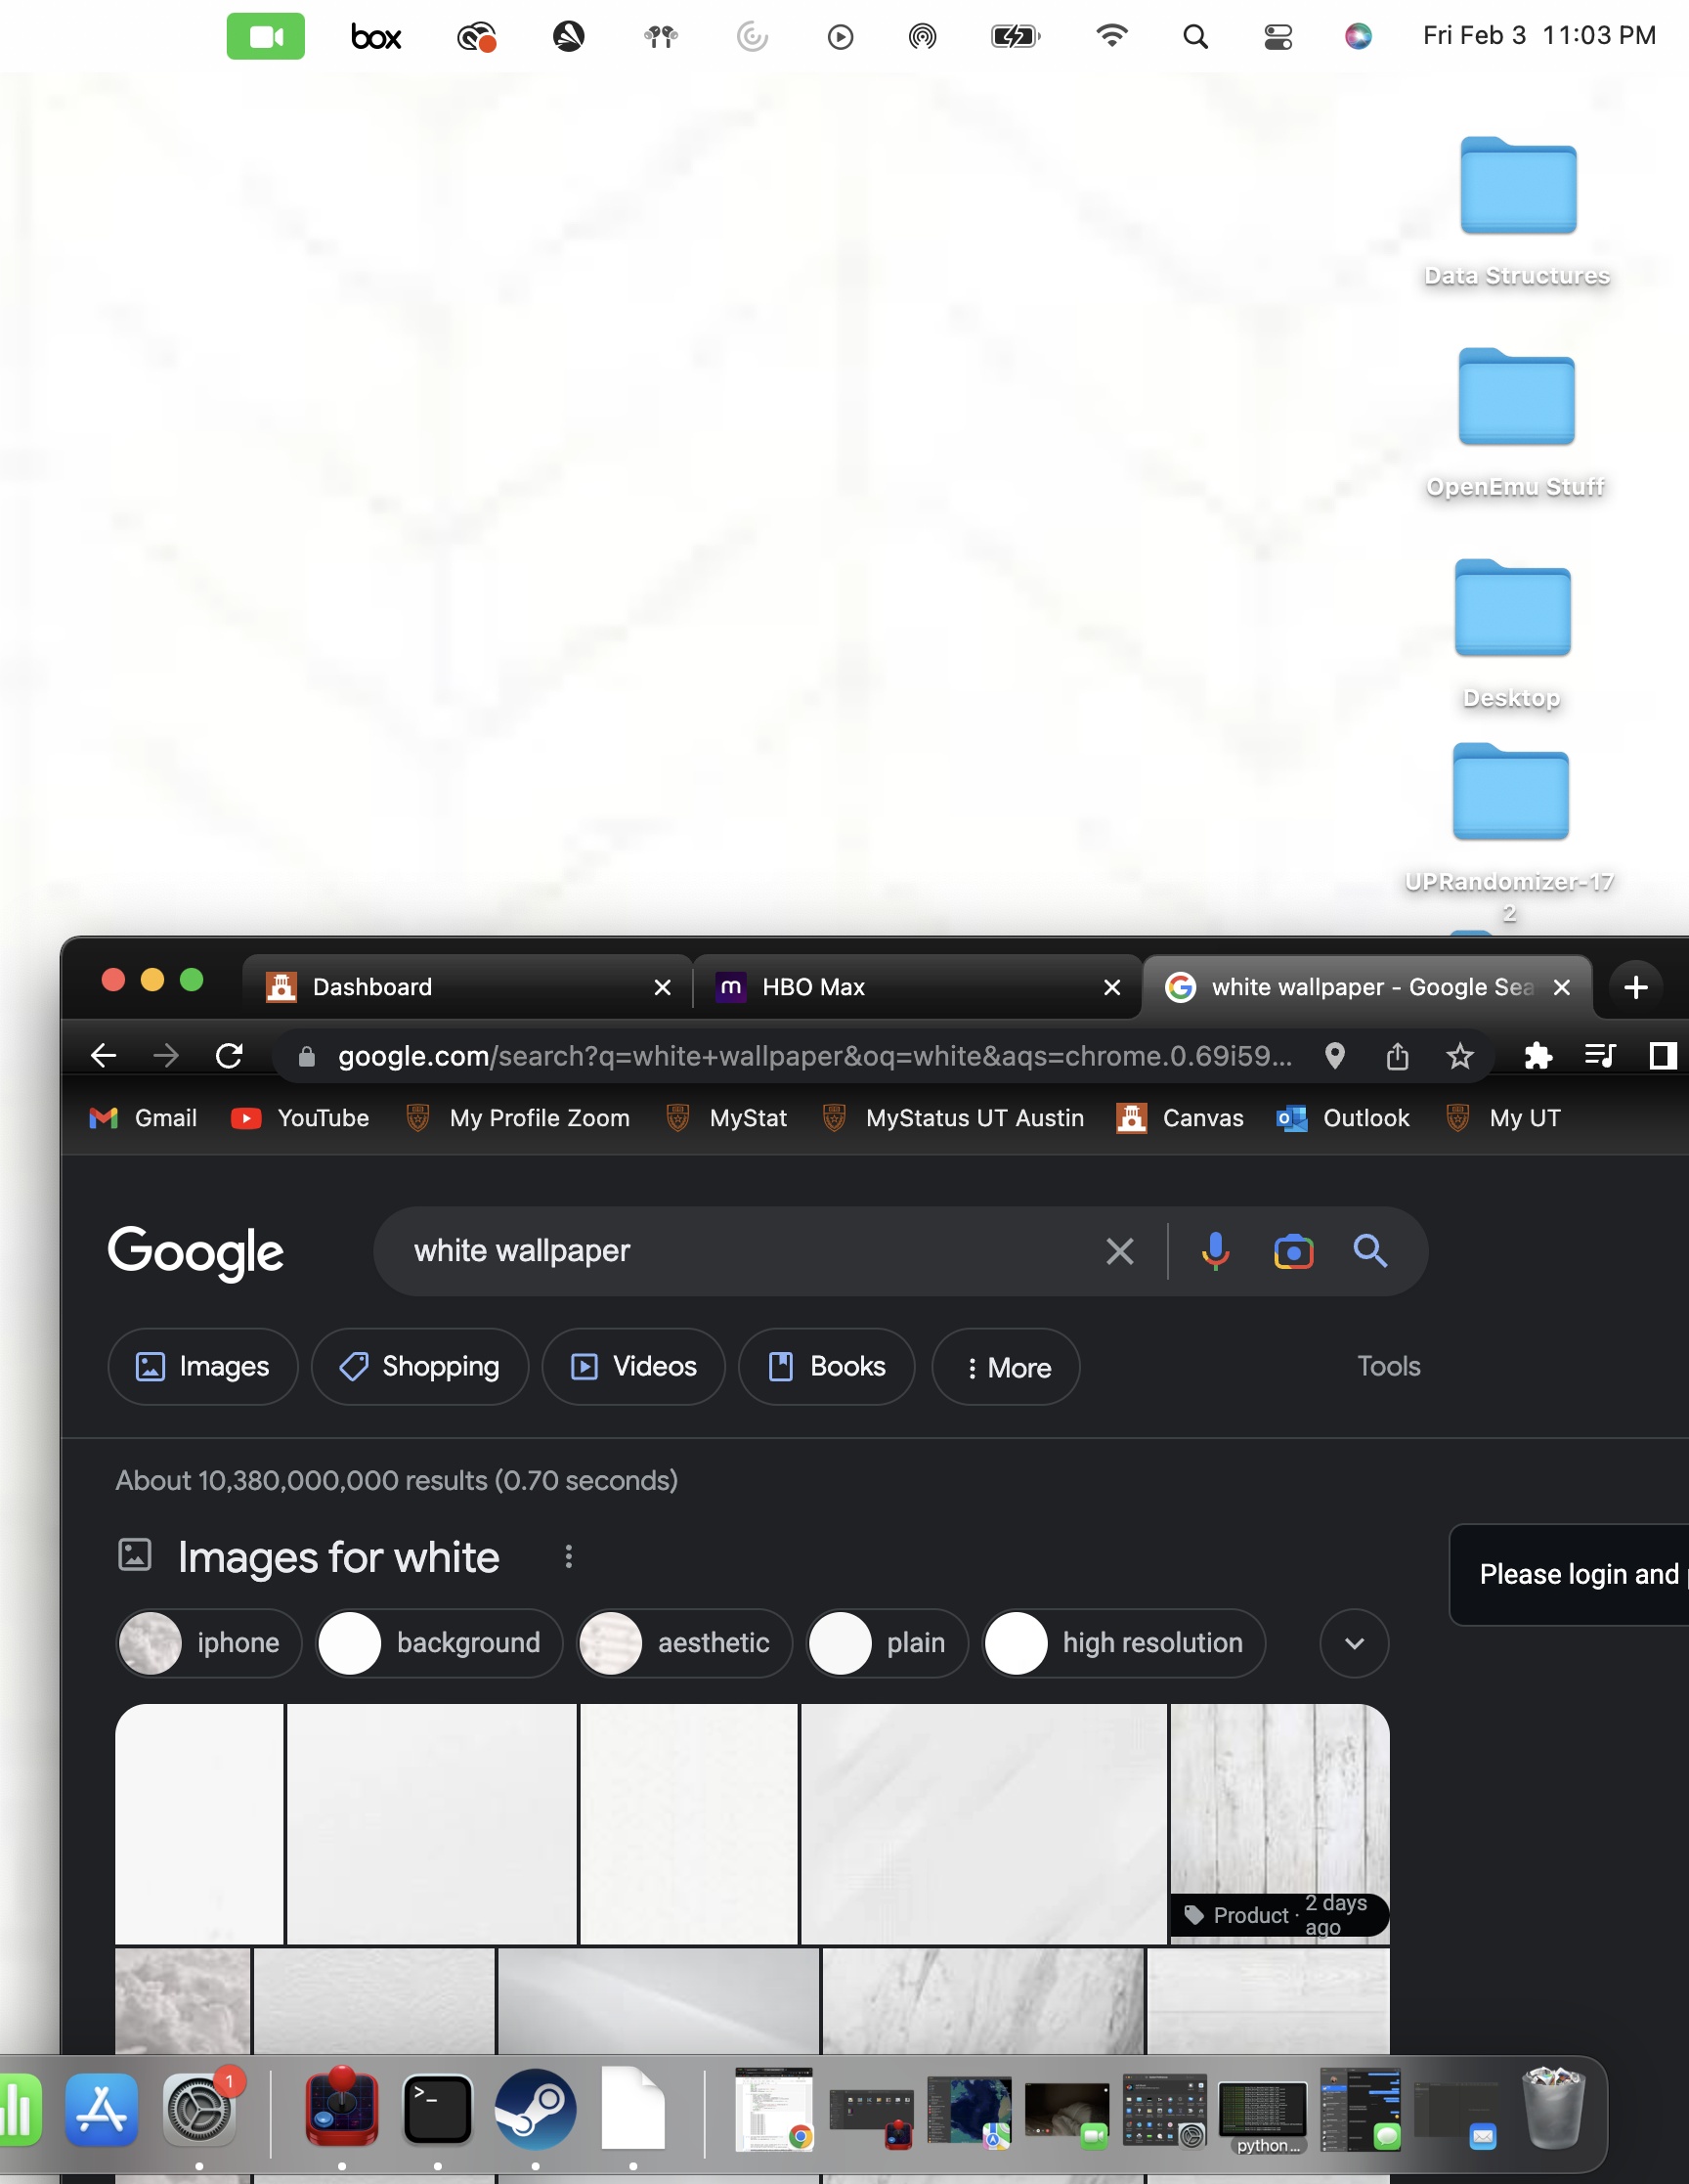 box
Fri Feb 3 11:03 PM
Data Structures
OpenEmu Stuff
Desktop
UPRandomizer-17
2
Dashboard
HBO Max
white wallpaper - Google Sea
google.com/search?q=white+wallpaper&oq=white&aqs=chrome.0.69i59...
Gmail
YouTube
My Profile Zoom
MyStat
MyStatus UT Austin
Canvas
Outlook
My UT
Google
white wallpaper
Images
Shopping
Videos
Books
More
Tools
About 10,380,000,000 results (0.70 seconds)
Images for white
Please login and
iphone
background
aesthetic
plain
high resolution
Product · 2 days
ago
1
>_
python...